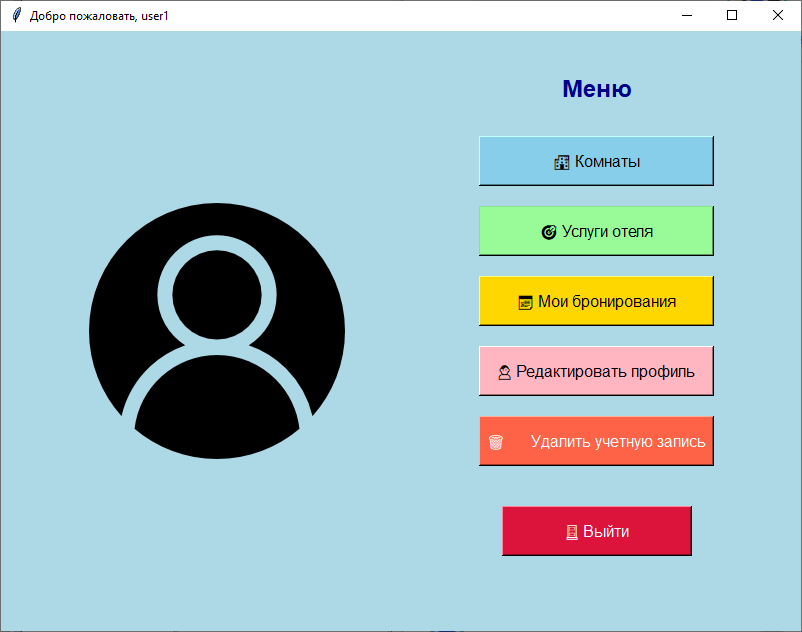 Добро пожаловать, user1
Меню
🏨 Комнаты
🎯 Услуги отеля
📅 Мои бронирования
👤 Редактировать профиль
🗑️ Удалить учетную запись
🚪 Выйти